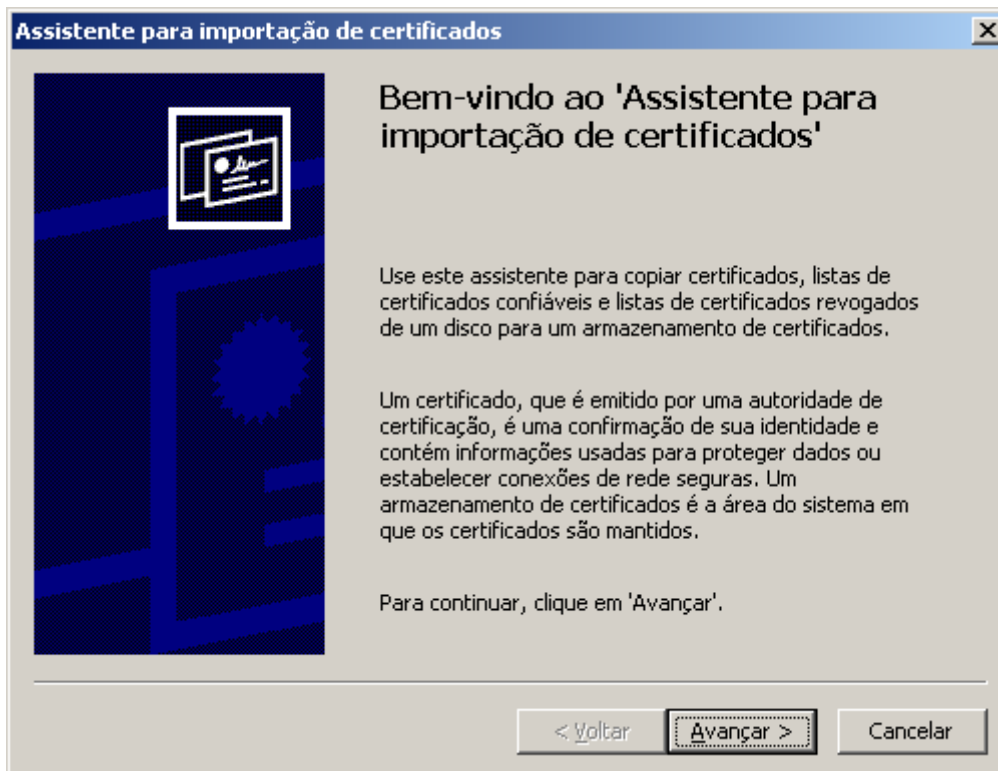 Assistente para importação de certificados
Bem-vindo ao 'Assistente para
importação de certificados'
Use este assistente para copiar certificados, listas de
certificados confiáveis e listas de certificados revogados
de um disco para um armazenamento de certificados.
Um certificado, que é emitido por uma autoridade de
certificação, é uma confirmação de sua identidade e
contém informações usadas para proteger dados ou
estabelecer conexões de rede seguras. Um
armazenamento de certificados é a área do sistema em
que os certificados são mantidos.
Para continuar, clique em 'Avançar'.
< Voltar Avançar > Cancelar